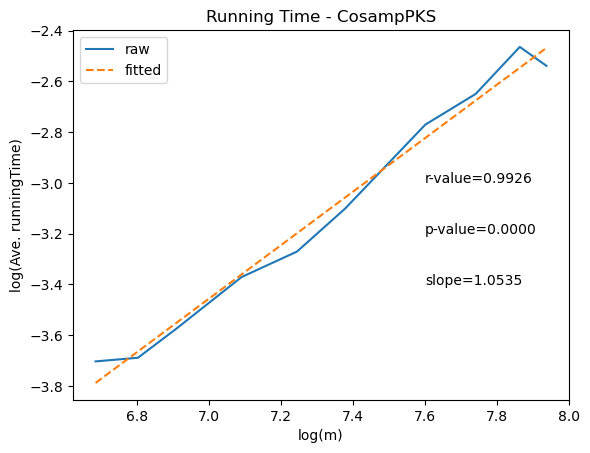 Running Time - CosampPKS
raw
fitted
log(Ave. runningTime)
−2.4
−2.6
−2.8
−3.0
−3.2
−3.4
−3.6
−3.8
r-value=0.9926
p-value=0.0000
slope=1.0535
6.8 7.0 7.2 7.4 7.6 7.8 8.0
log(m)